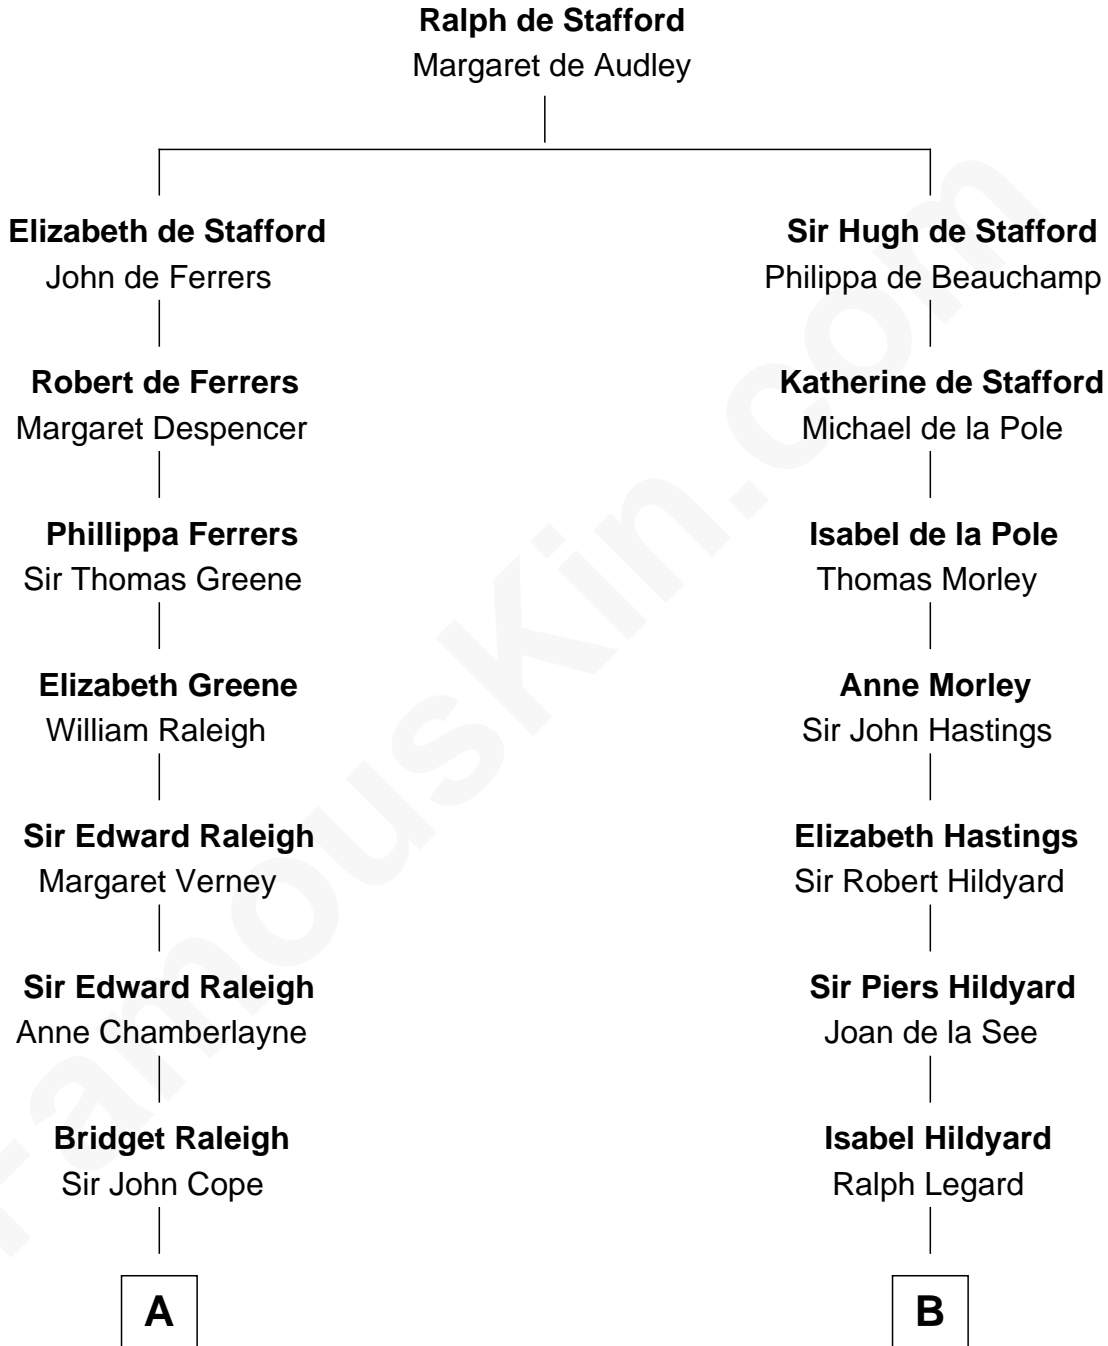 Ralph de Stafford
Margaret de Audley
Elizabeth de Stafford
John de Ferrers
Sir Hugh de Stafford
Philippa de Beauchamp
Robert de Ferrers
Margaret Despencer
Katherine de Stafford
Michael de la Pole
Phillippa Ferrers
Sir Thomas Greene
Isabel de la Pole
Thomas Morley
Elizabeth Greene
William Raleigh
Anne Morley
Sir John Hastings
Sir Edward Raleigh
Margaret Verney
Elizabeth Hastings
Sir Robert Hildyard
Sir Edward Raleigh
Anne Chamberlayne
Sir Piers Hildyard
Joan de la See
Bridget Raleigh
Sir John Cope
Isabel Hildyard
Ralph Legard
A
B
FamousKin.com